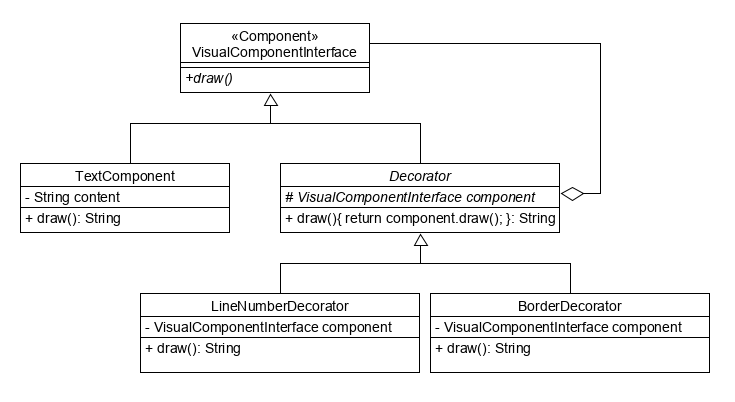 «Component»
VisualComponentInterface
+draw()
TextComponent
- String content
+ draw(): String
Decorator
# VisualComponentInterface component
+ draw(){ return component.draw(); }: String
LineNumberDecorator
- VisualComponentInterface component
+ draw(): String
BorderDecorator
- VisualComponentInterface component
+ draw(): String